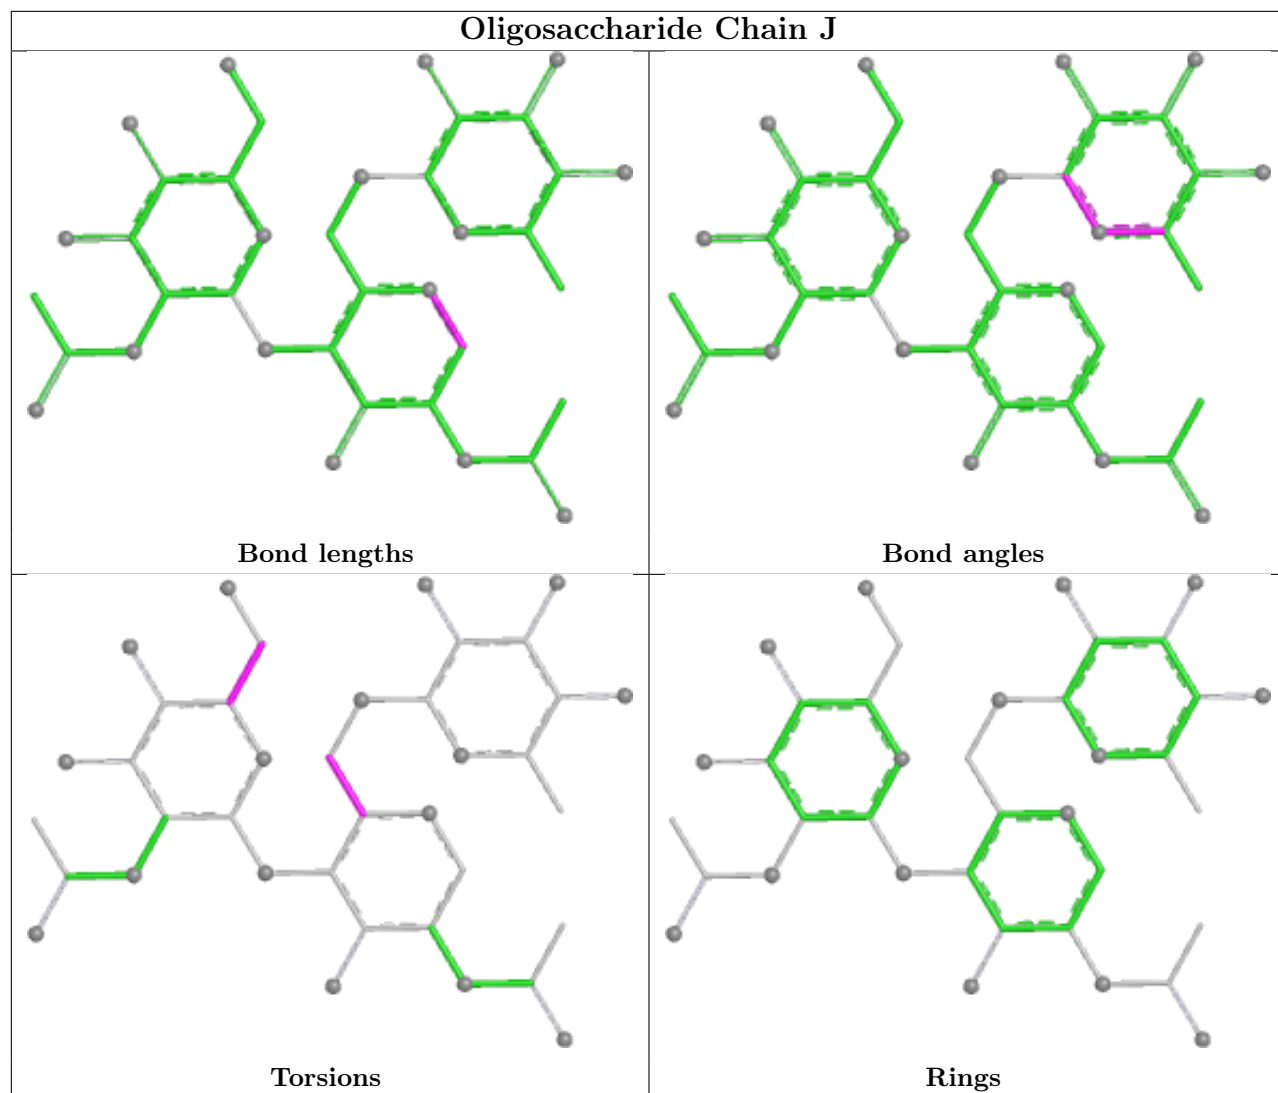 Oligosaccharide Chain J
Bond lengths
Bond angles
Torsions
Rings